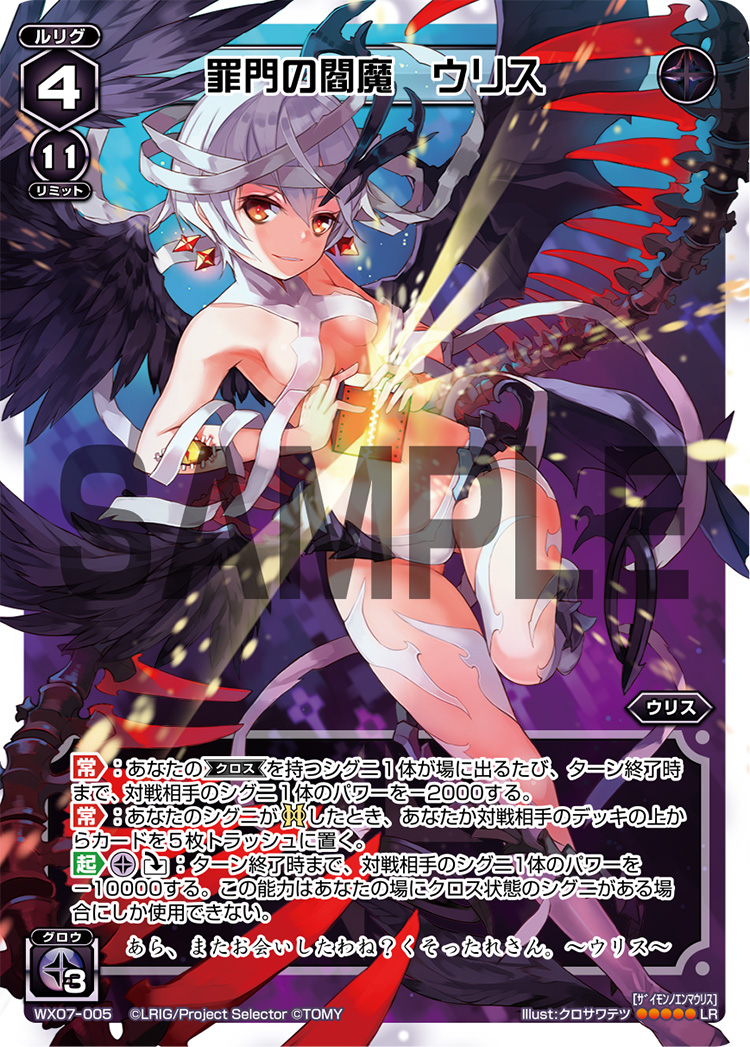 ルリグ
4
罪門の閻魔 ウリス
11
リミット
SAMPLE
ウリス
常:あなたのクロスを持つシグニ1体が場に出るたび、ターン終了時
まで、対戦相手のシグニ1体のパワーを-2000する。
常:あなたのシグニがしたとき、あなたか対戦相手のデッキの上か
らカードを5枚トラッシュに置く。
起:ターン終了時まで、対戦相手のシグニ1体のパワーを
-10000する。この能力はあなたの場にクロス状態のシグニがある場
合にしか使用できない。
グロウ
3
あら、またお会いしたわね?くそったれさん。~ウリス~
[ザイモンノエンマウリス]
WX07-005 ©LRIG/Project Selector ©TOMY
Illust:クロサワテツ
LR